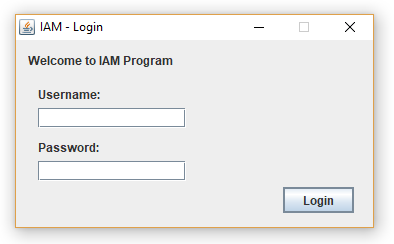 IAM - Login
Welcome to IAM Program
Username:
Password:
Login